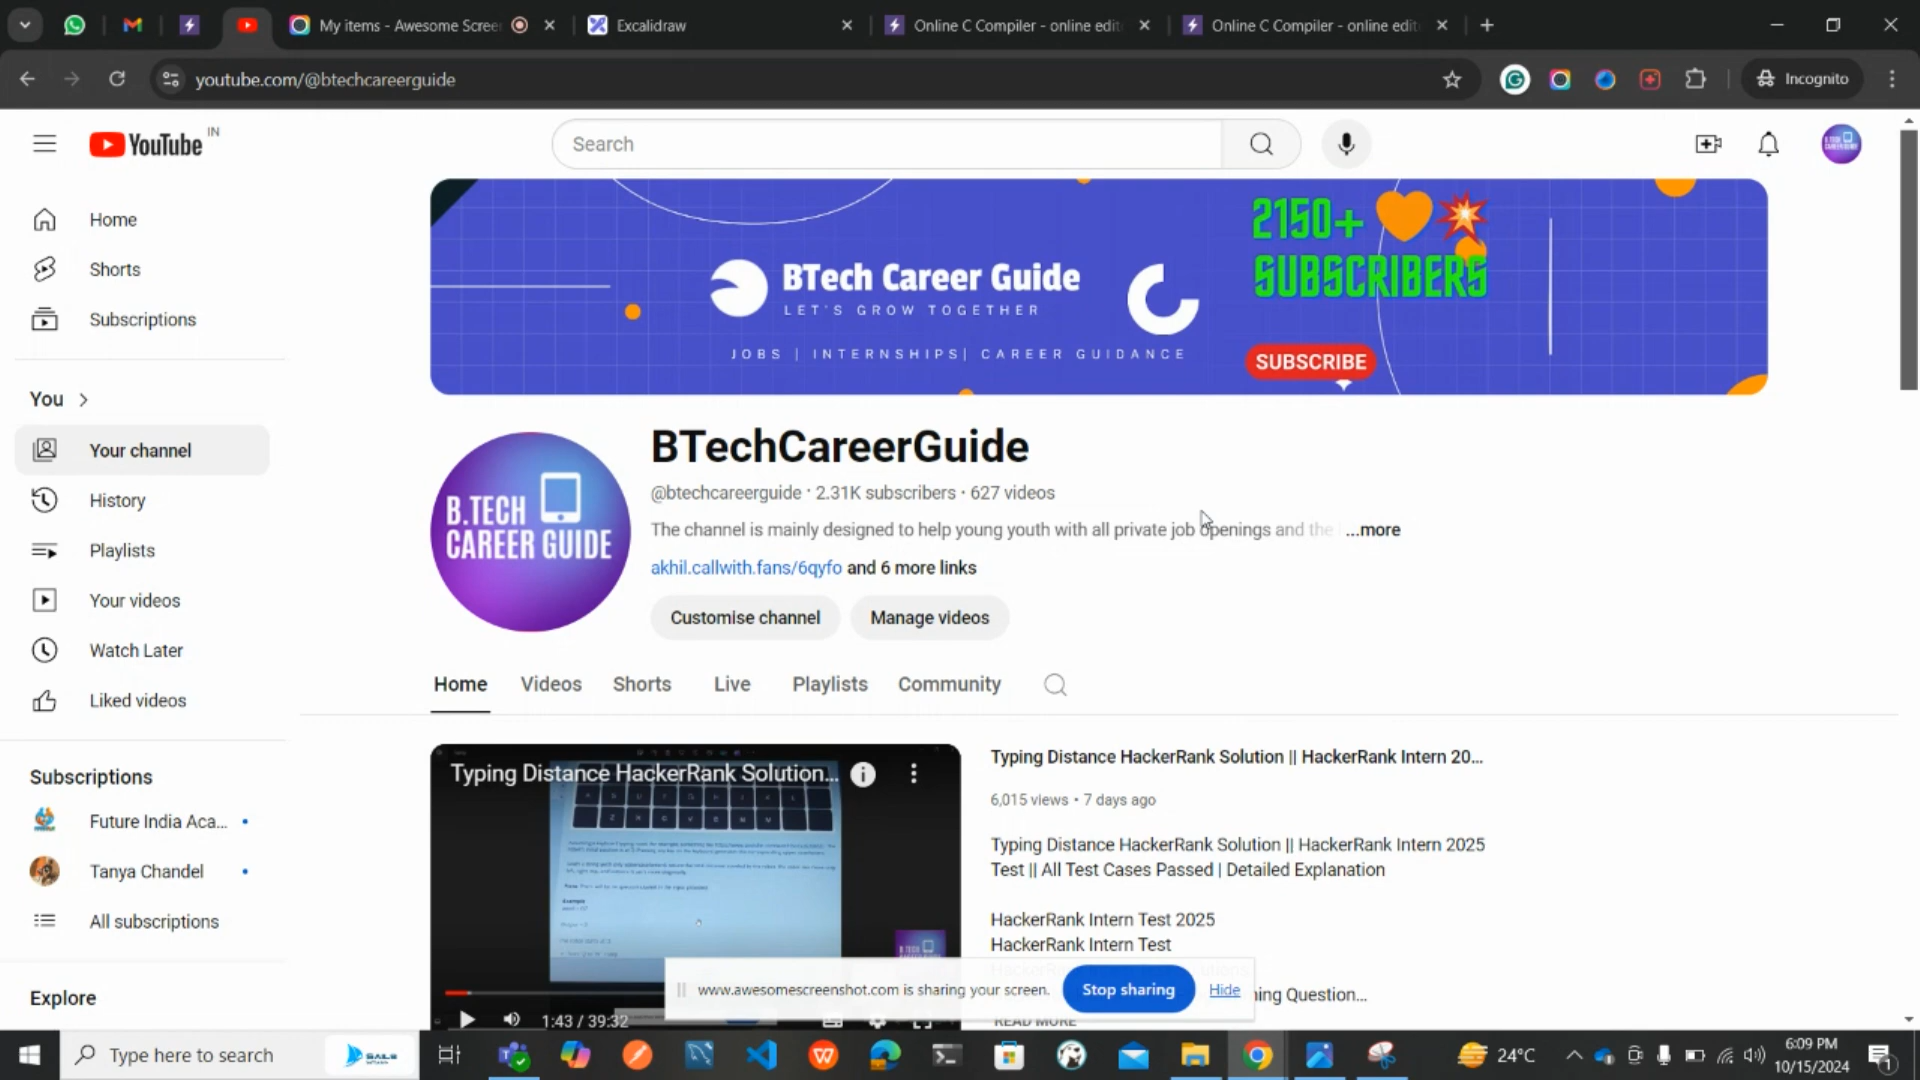 My items - Awesome Scree
Excalidraw
Online C Compiler - online edit
Online C Compiler - online edit
youtube.com/@btechcareerguide
Incognito
YouTube IN
Search
Home
Shorts
Subscriptions
You
Your channel
History
Playlists
Your videos
Watch Later
Liked videos
Subscriptions
Future India Aca...
Tanya Chandel
All subscriptions
Explore
BTech Career Guide
LET'S GROW TOGETHER
JOBS | INTERNSHIPS| CAREER GUIDANCE
2150+
SUBSCRIBERS
SUBSCRIBE
B.TECH
CAREER GUIDE
BTechCareerGuide
@btechcareerguide · 2.31K subscribers · 627 videos
The channel is mainly designed to help young youth with all private job openings and the ...more
akhil.callwith.fans/6qyfo and 6 more links
Customise channel
Manage videos
Home
Videos
Shorts
Live
Playlists
Community
Typing Distance HackerRank Solution...
1:43 / 39:32
Typing Distance HackerRank Solution || HackerRank Intern 20...
6,015 views • 7 days ago
Typing Distance HackerRank Solution || HackerRank Intern 2025
Test || All Test Cases Passed | Detailed Explanation
HackerRank Intern Test 2025
HackerRank Intern Test
ing Question...
READ MORE
www.awesomescreenshot.com is sharing your screen.
Stop sharing
Hide
Type here to search
24°C
6:09 PM
10/15/2024
1